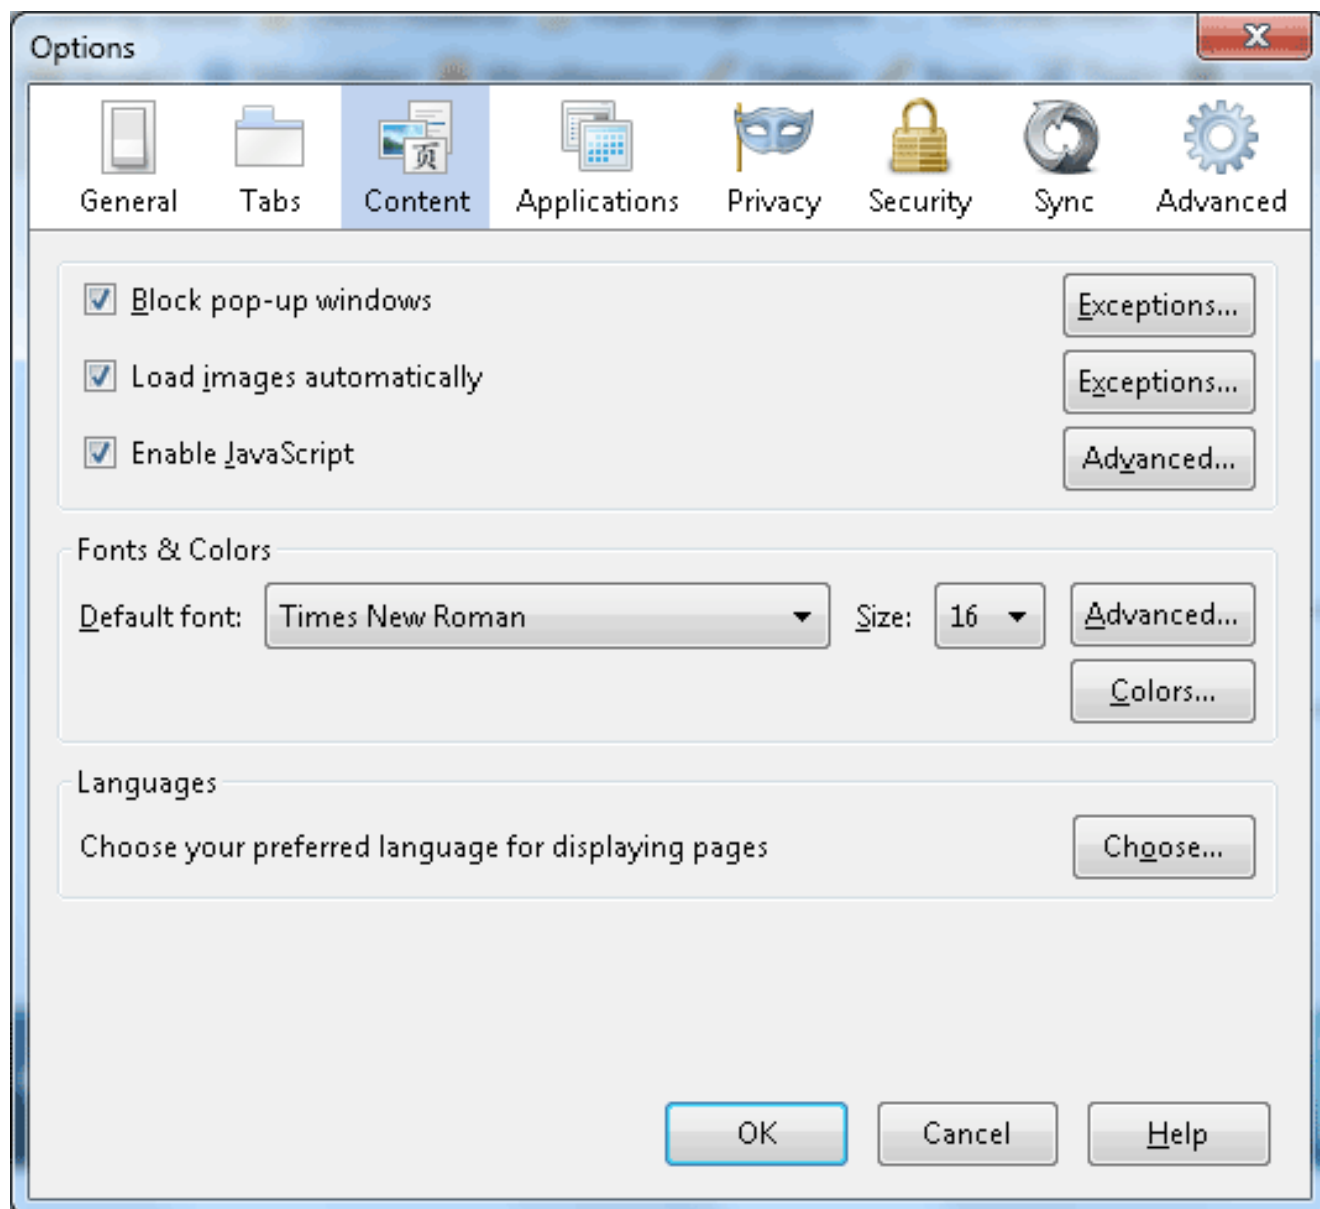 Options
General Tabs Content Applications Privacy Security Sync Advanced
页
Block pop-up windows Exceptions...
Load images automatically Exceptions...
Enable JavaScript Advanced...
Fonts & Colors
Default font: Times New Roman Size: 16 Advanced...
Colors...
Languages
Choose your preferred language for displaying pages Choose...
OK Cancel Help